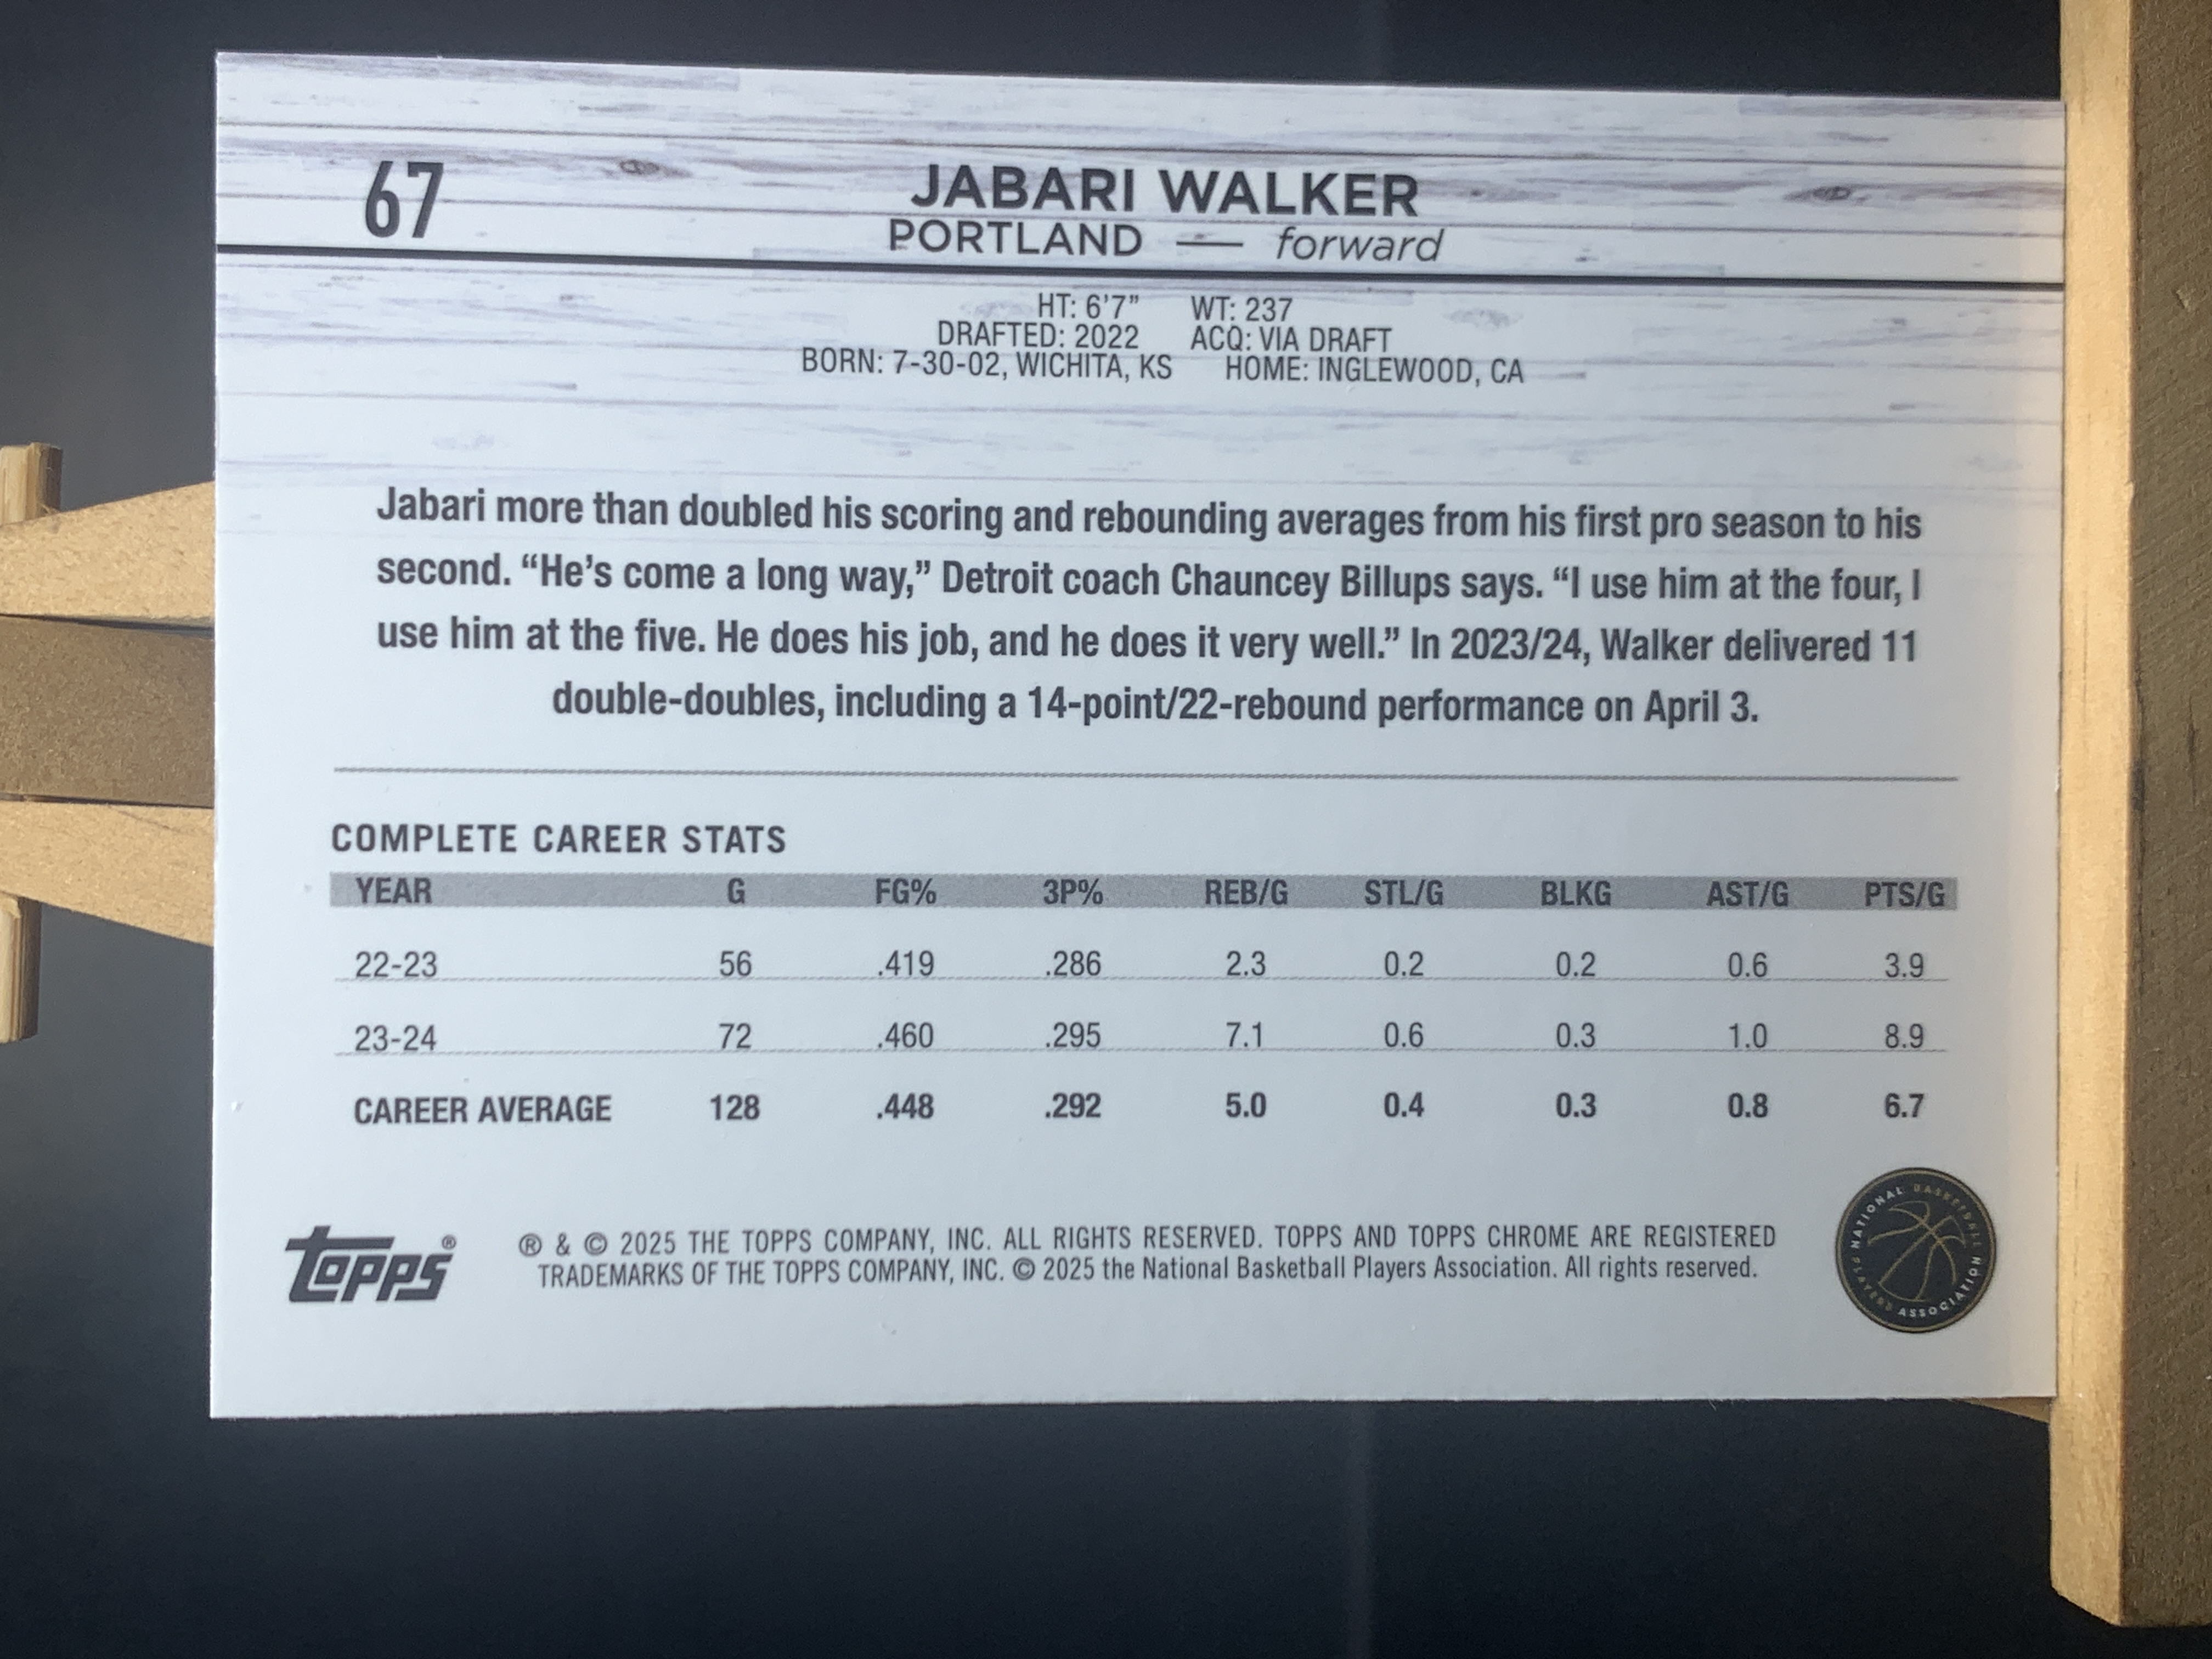 67
JABARI WALKER
PORTLAND — forward
HT: 6'7" WT: 237
DRAFTED: 2022 ACQ: VIA DRAFT
BORN: 7-30-02, WICHITA, KS HOME: INGLEWOOD, CA
Jabari more than doubled his scoring and rebounding averages from his first pro season to his
second. “He’s come a long way,” Detroit coach Chauncey Billups says. “I use him at the four, I
use him at the five. He does his job, and he does it very well.” In 2023/24, Walker delivered 11
double-doubles, including a 14-point/22-rebound performance on April 3.
COMPLETE CAREER STATS
YEAR G FG% 3P% REB/G STL/G BLKG AST/G PTS/G
22-23 56 .419 .286 2.3 0.2 0.2 0.6 3.9
23-24 72 .460 .295 7.1 0.6 0.3 1.0 8.9
CAREER AVERAGE 128 .448 .292 5.0 0.4 0.3 0.8 6.7
topps®
® & © 2025 THE TOPPS COMPANY, INC. ALL RIGHTS RESERVED. TOPPS AND TOPPS CHROME ARE REGISTERED
TRADEMARKS OF THE TOPPS COMPANY, INC. © 2025 the National Basketball Players Association. All rights reserved.
NATIONAL BASKETBALL
PLAYERS ASSOCIATION